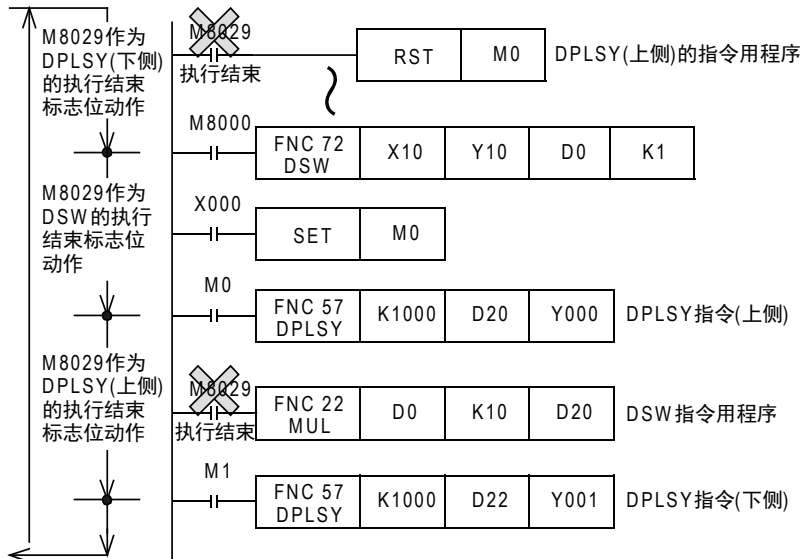 M8029作为
DPLSY(下侧)
的执行结束
标志位动作
M8029
执行结束
RST M0
DPLSY(上侧)的指令用程序
M8000
FNC 72
DSW
X10 Y10 D0 K1
M8029作为
DSW的执行
结束标志位
动作
X000
SET M0
M0
FNC 57
DPLSY
K1000 D20 Y000
DPLSY指令(上侧)
M8029作为
DPLSY(上侧)
的执行结束
标志位动作
M8029
执行结束
FNC 22
MUL
D0 K10 D20
DSW指令用程序
M1
FNC 57
DPLSY
K1000 D22 Y001
DPLSY指令(下侧)